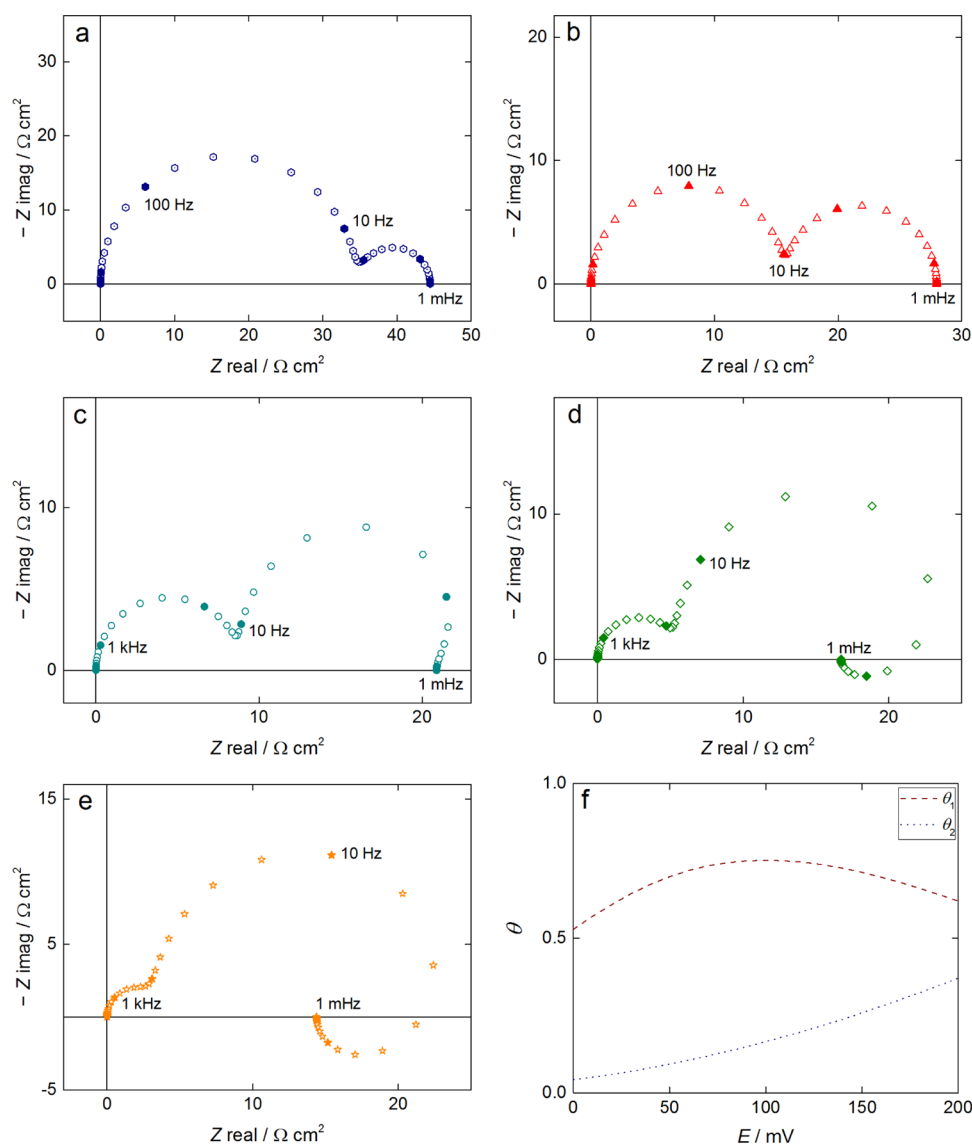 a
− Z imag / Ω cm²
36
30
20
10
0
100 Hz
10 Hz
1 mHz
0
10
20
30
40
50
Z real / Ω cm²
b
− Z imag / Ω cm²
20
10
0
100 Hz
10 Hz
1 mHz
0
10
20
30
Z real / Ω cm²
c
− Z imag / Ω cm²
10
0
1 kHz
10 Hz
1 mHz
0
10
20
Z real / Ω cm²
d
− Z imag / Ω cm²
10
0
10 Hz
1 kHz
1 mHz
0
10
20
Z real / Ω cm²
e
− Z imag / Ω cm²
15
5
-5
10 Hz
1 kHz
1 mHz
0
10
20
Z real / Ω cm²
f
θ
1.0
0.5
0.0
θ₁
θ₂
0
50
100
150
200
E / mV